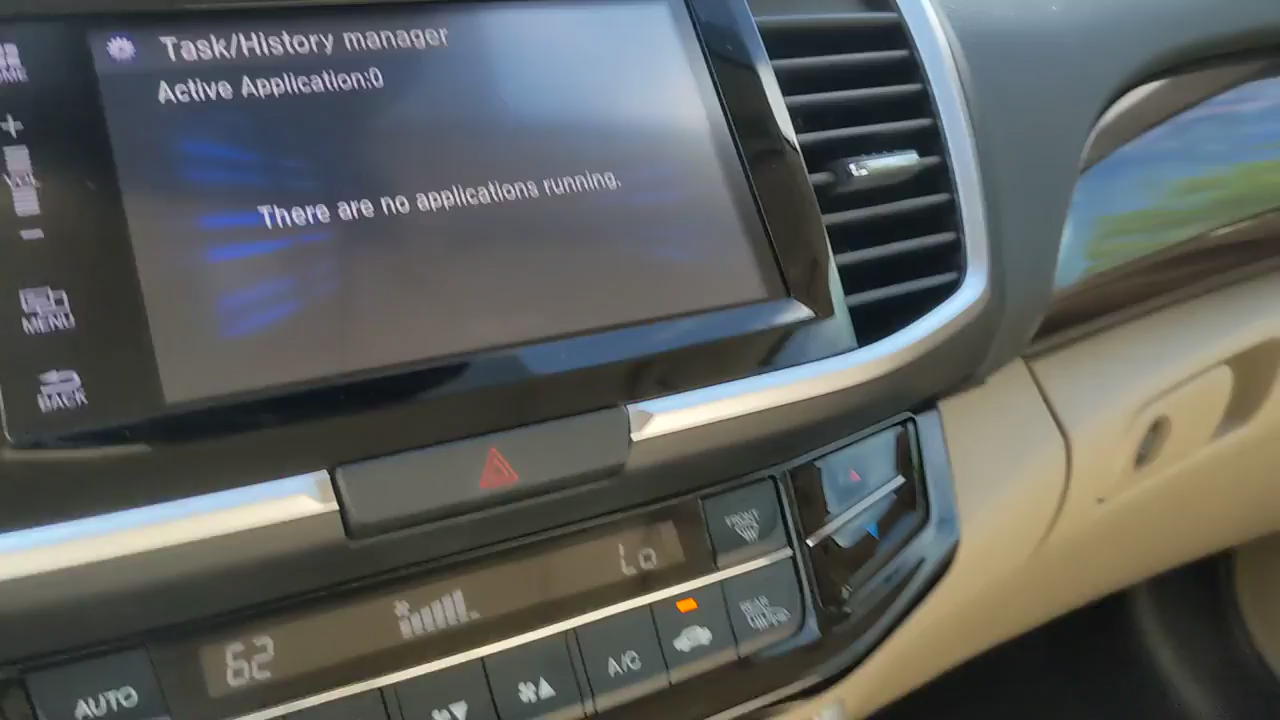 Task/History manager
Active Application:0
There are no applications running.
VOL
MENU
BACK
FRONT
Lo
62
REAR
A/C
AUTO